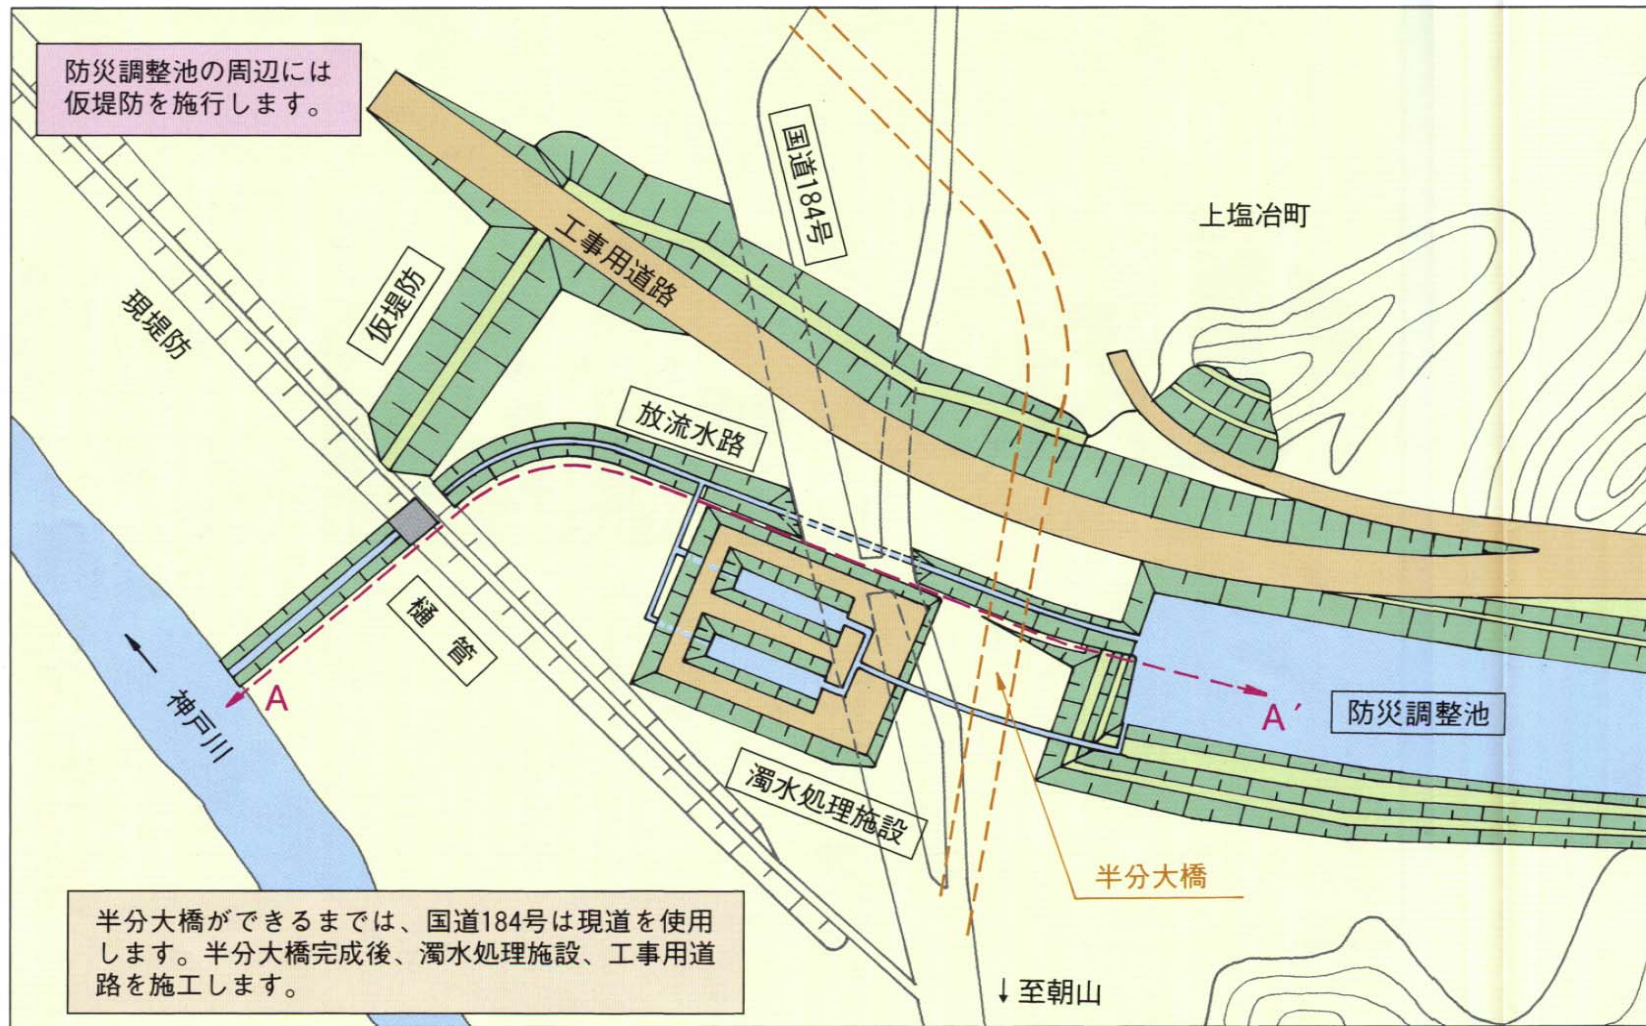 防災調整池の周辺には
仮堤防を施行します。
国道184号
上塩冶町
工事用道路
仮堤防
現堤防
放流水路
樋管
A
神戸川
A′
防災調整池
濁水処理施設
半分大橋
半分大橋ができるまでは、国道184号は現道を使用
します。半分大橋完成後、濁水処理施設、工事用道
路を施工します。
↓至朝山